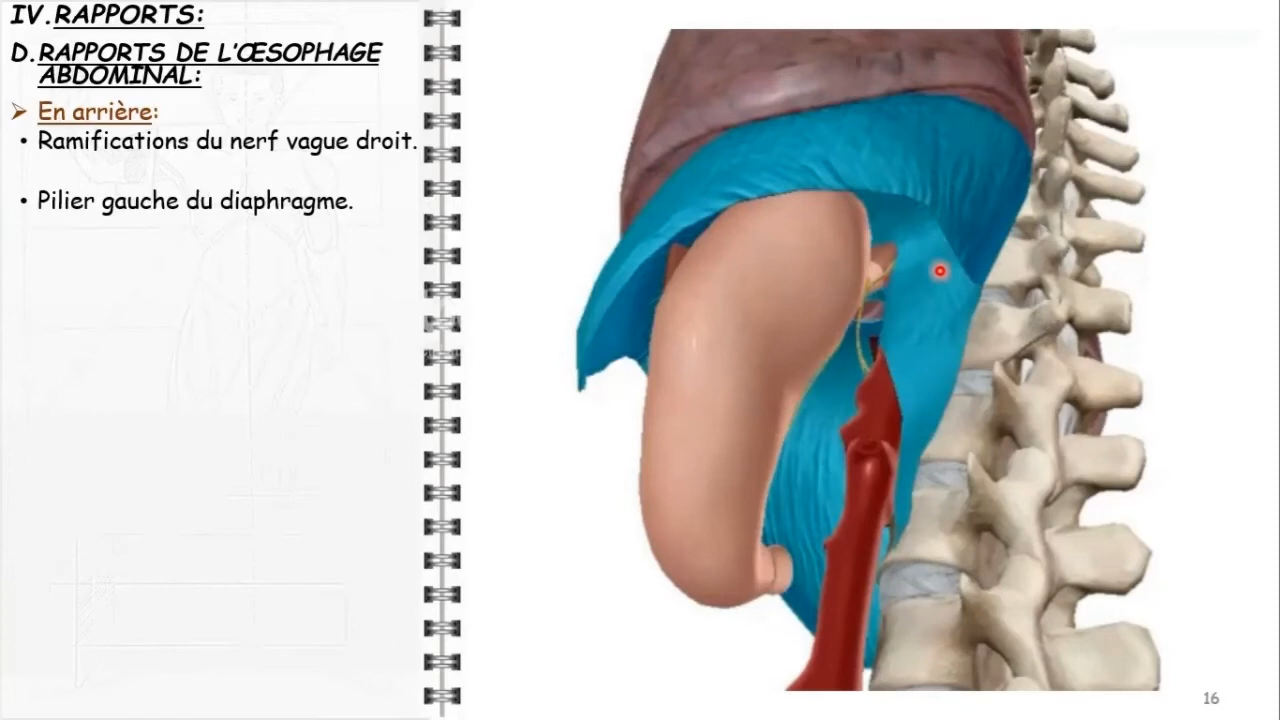 IV. RAPPORTS:
D. RAPPORTS DE L'ŒSOPHAGE
ABDOMINAL:
➢ En arrière:
• Ramifications du nerf vague droit.
• Pilier gauche du diaphragme.
16